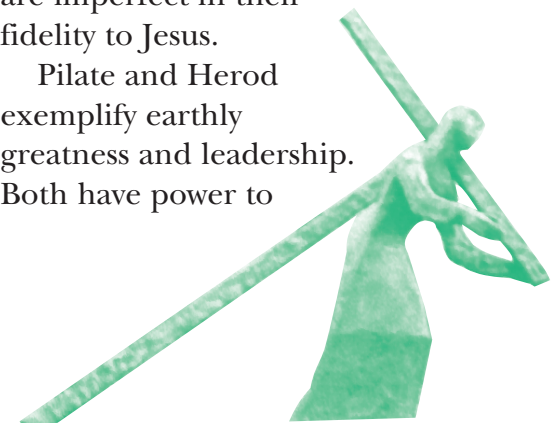 are imperfect in their
fidelity to Jesus.
Pilate and Herod
exemplify earthly
greatness and leadership.
Both have power to